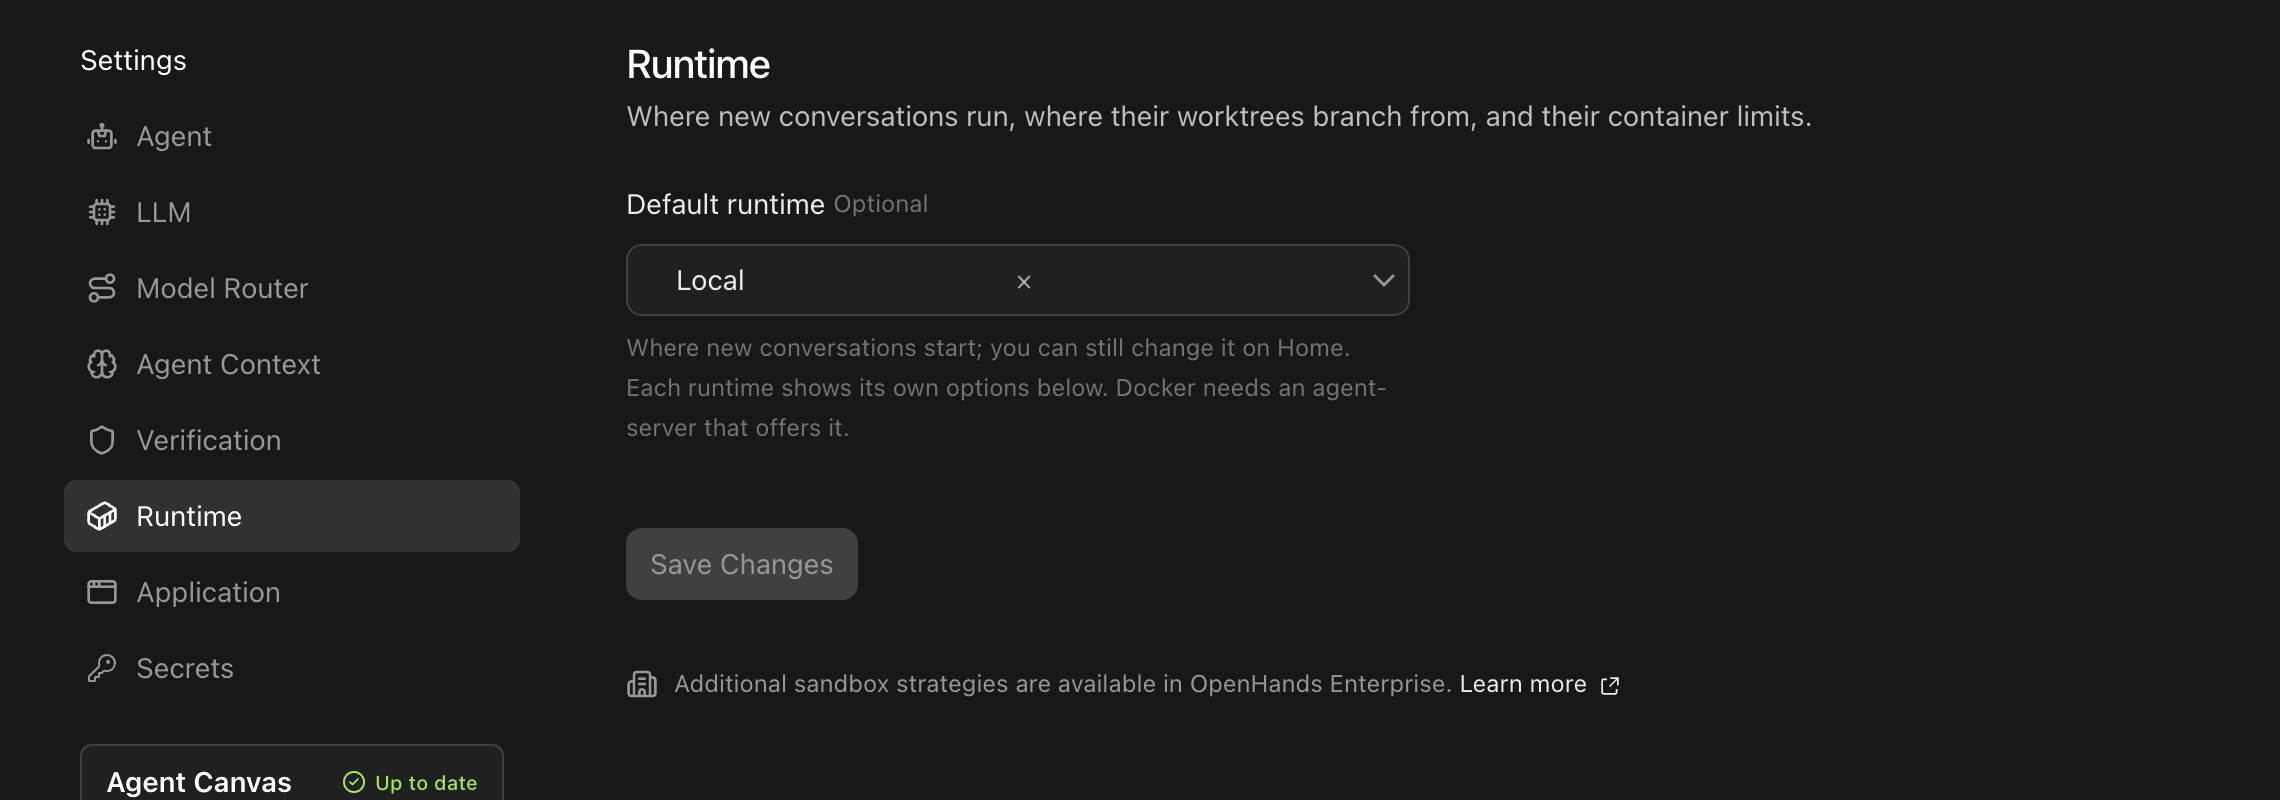 Settings
Agent
LLM
Model Router
Agent Context
Verification
Runtime
Application
Secrets
Agent Canvas Up to date
Runtime
Where new conversations run, where their worktrees branch from, and their container limits.
Default runtime Optional
Local
Where new conversations start; you can still change it on Home.
Each runtime shows its own options below. Docker needs an agent-
server that offers it.
Save Changes
Additional sandbox strategies are available in OpenHands Enterprise. Learn more